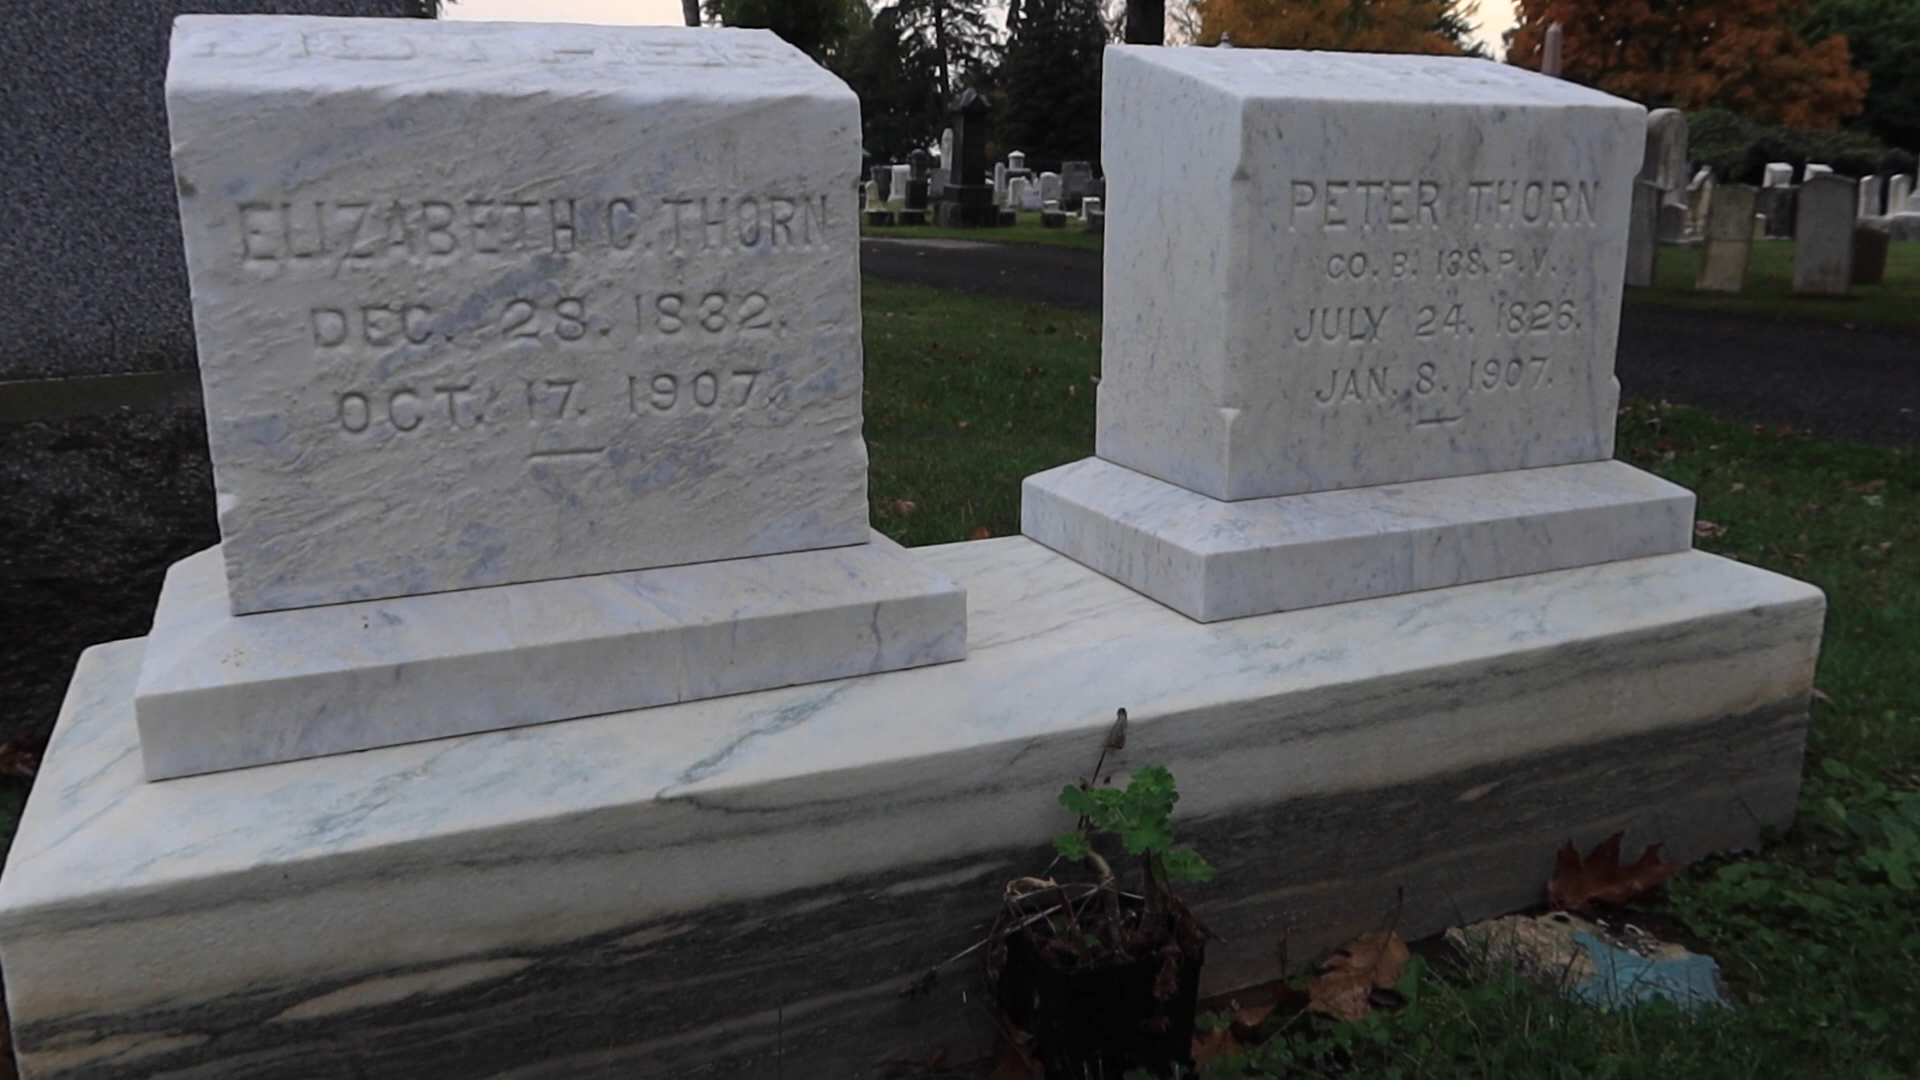 ELIZABETH C. THORN
DEC. 28. 1832.
OCT. 17. 1907.
PETER THORN
CO. B. 138. P. V.
JULY 24. 1826.
JAN. 8. 1907.